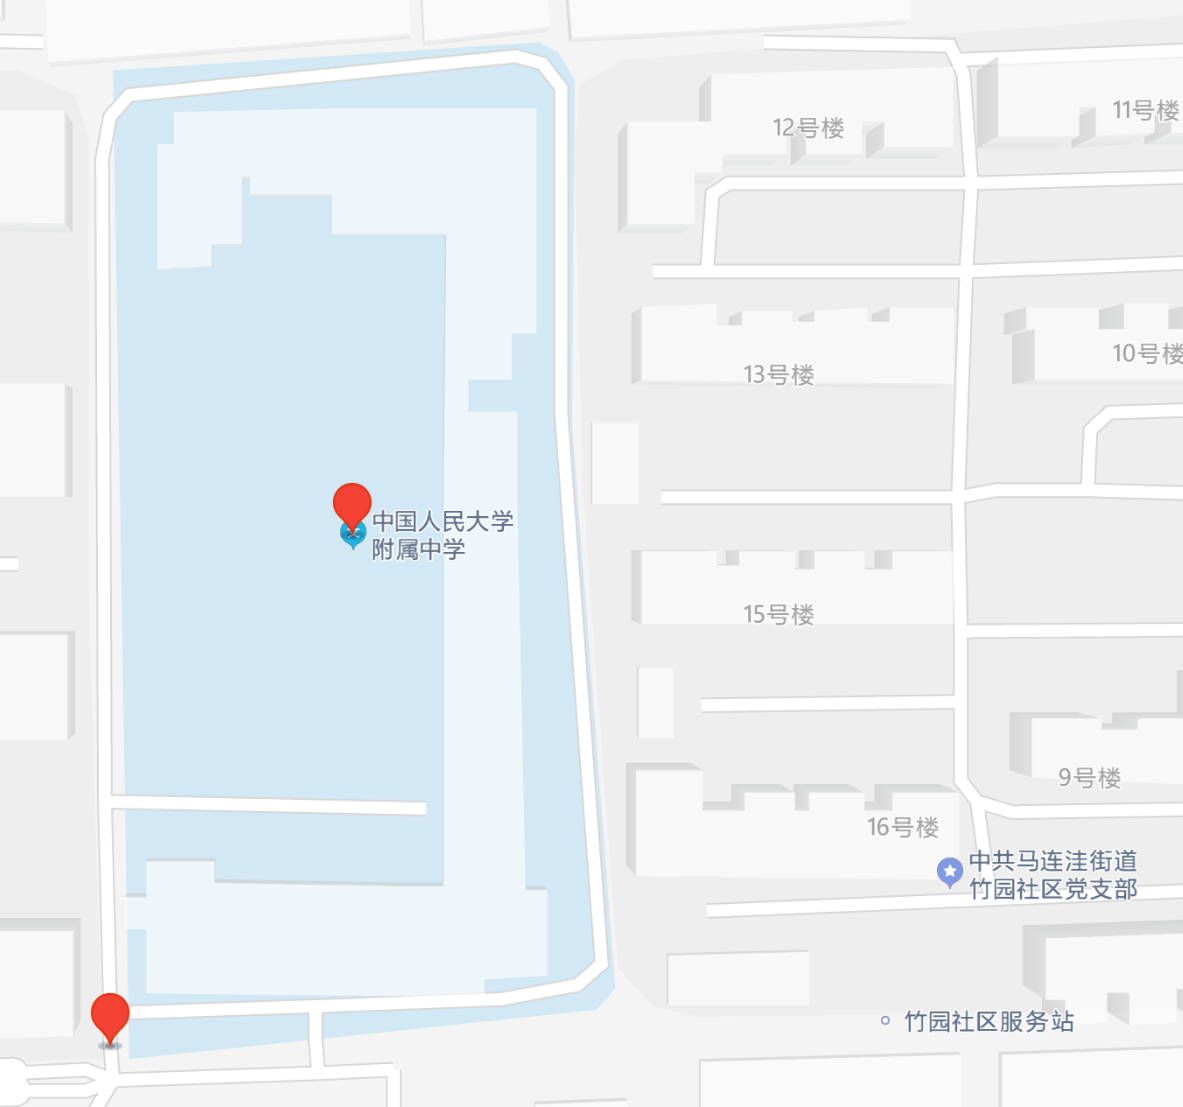 11号楼
12号楼
10号楼
13号楼
中国人民大学
附属中学
15号楼
9号楼
16号楼
中共马连洼街道
竹园社区党支部
竹园社区服务站